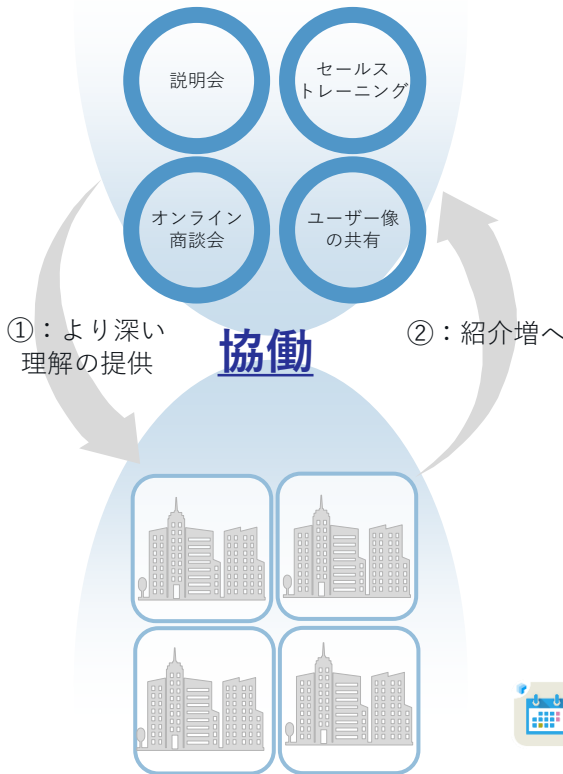 説明会
セールス
トレーニング
オンライン
商談会
ユーザー像
の共有
①：より深い
理解の提供
協働
②：紹介増へ